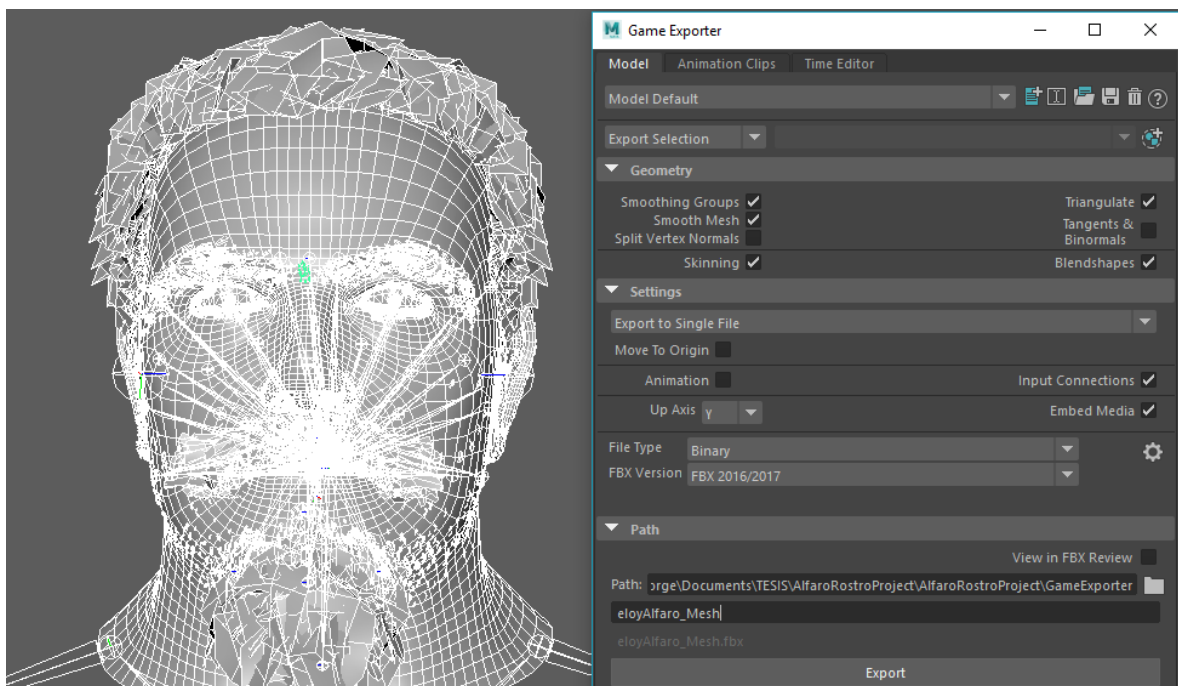 M Game Exporter
Model Animation Clips Time Editor
Model Default
Export Selection
Geometry
Smoothing Groups Triangulate
Smooth Mesh Tangents &
Split Vertex Normals Binormals
Skinning Blendshapes
Settings
Export to Single File
Move To Origin
Animation Input Connections
Up Axis Y Embed Media
File Type Binary
FBX Version FBX 2016/2017
Path
View in FBX Review
Path: orge\Documents\TESIS\AlfaroRostroProject\AlfaroRostroProject\GameExporter
eloyAlfaro_Mesh
eloyAlfaro_Mesh.fbx
Export